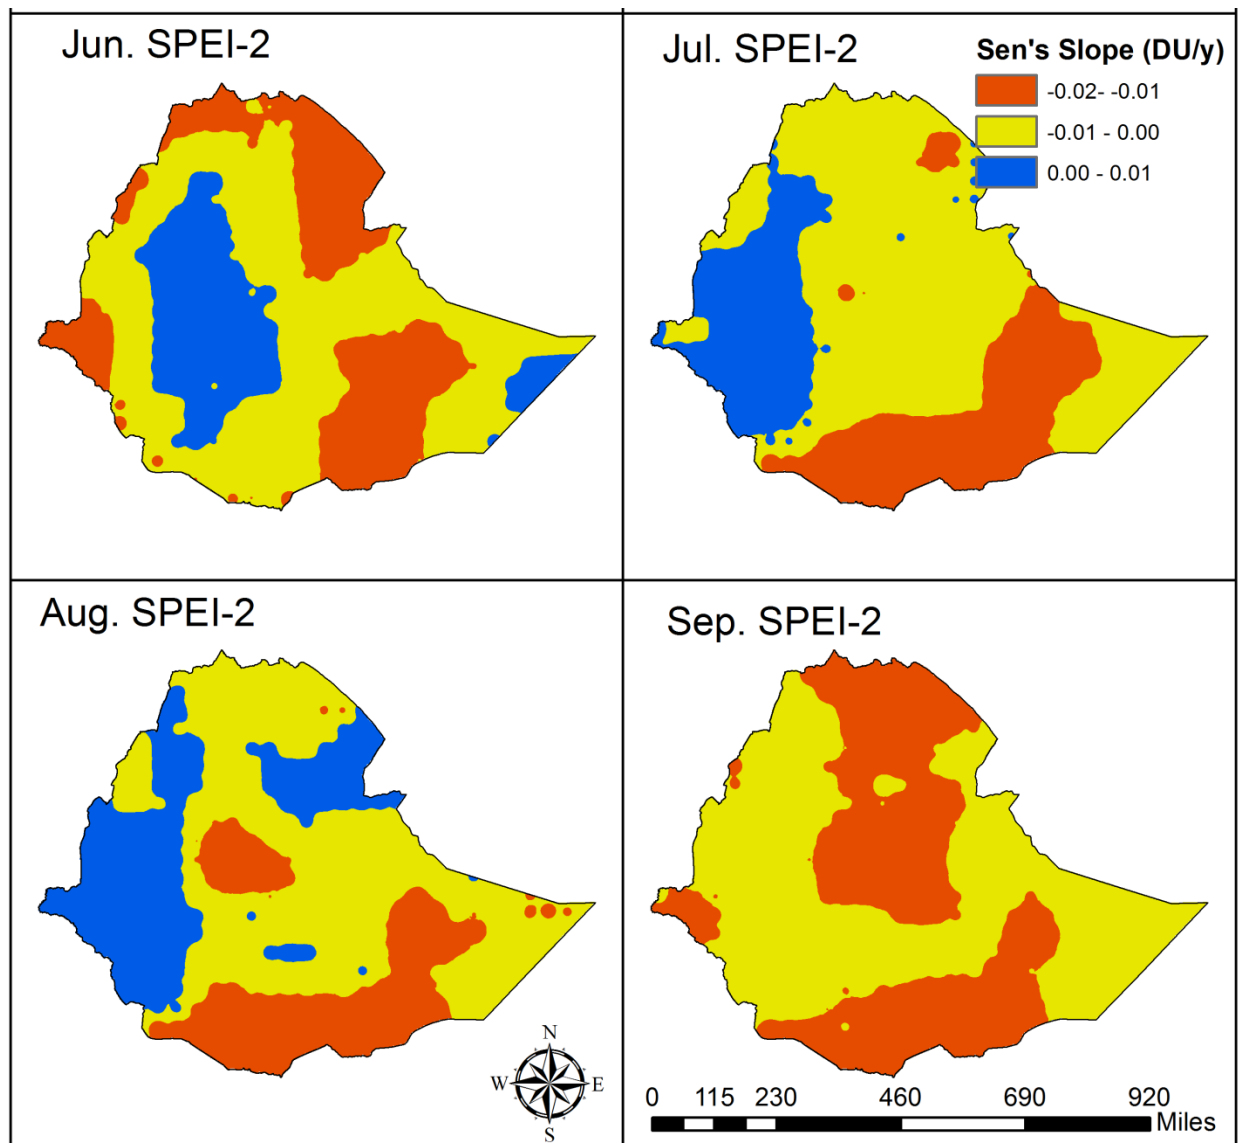 Jun. SPEI-2
Jul. SPEI-2
Sen's Slope (DU/y)
-0.02- -0.01
-0.01 - 0.00
0.00 - 0.01
Aug. SPEI-2
Sep. SPEI-2
N
W E
S
0 115 230 460 690 920
Miles